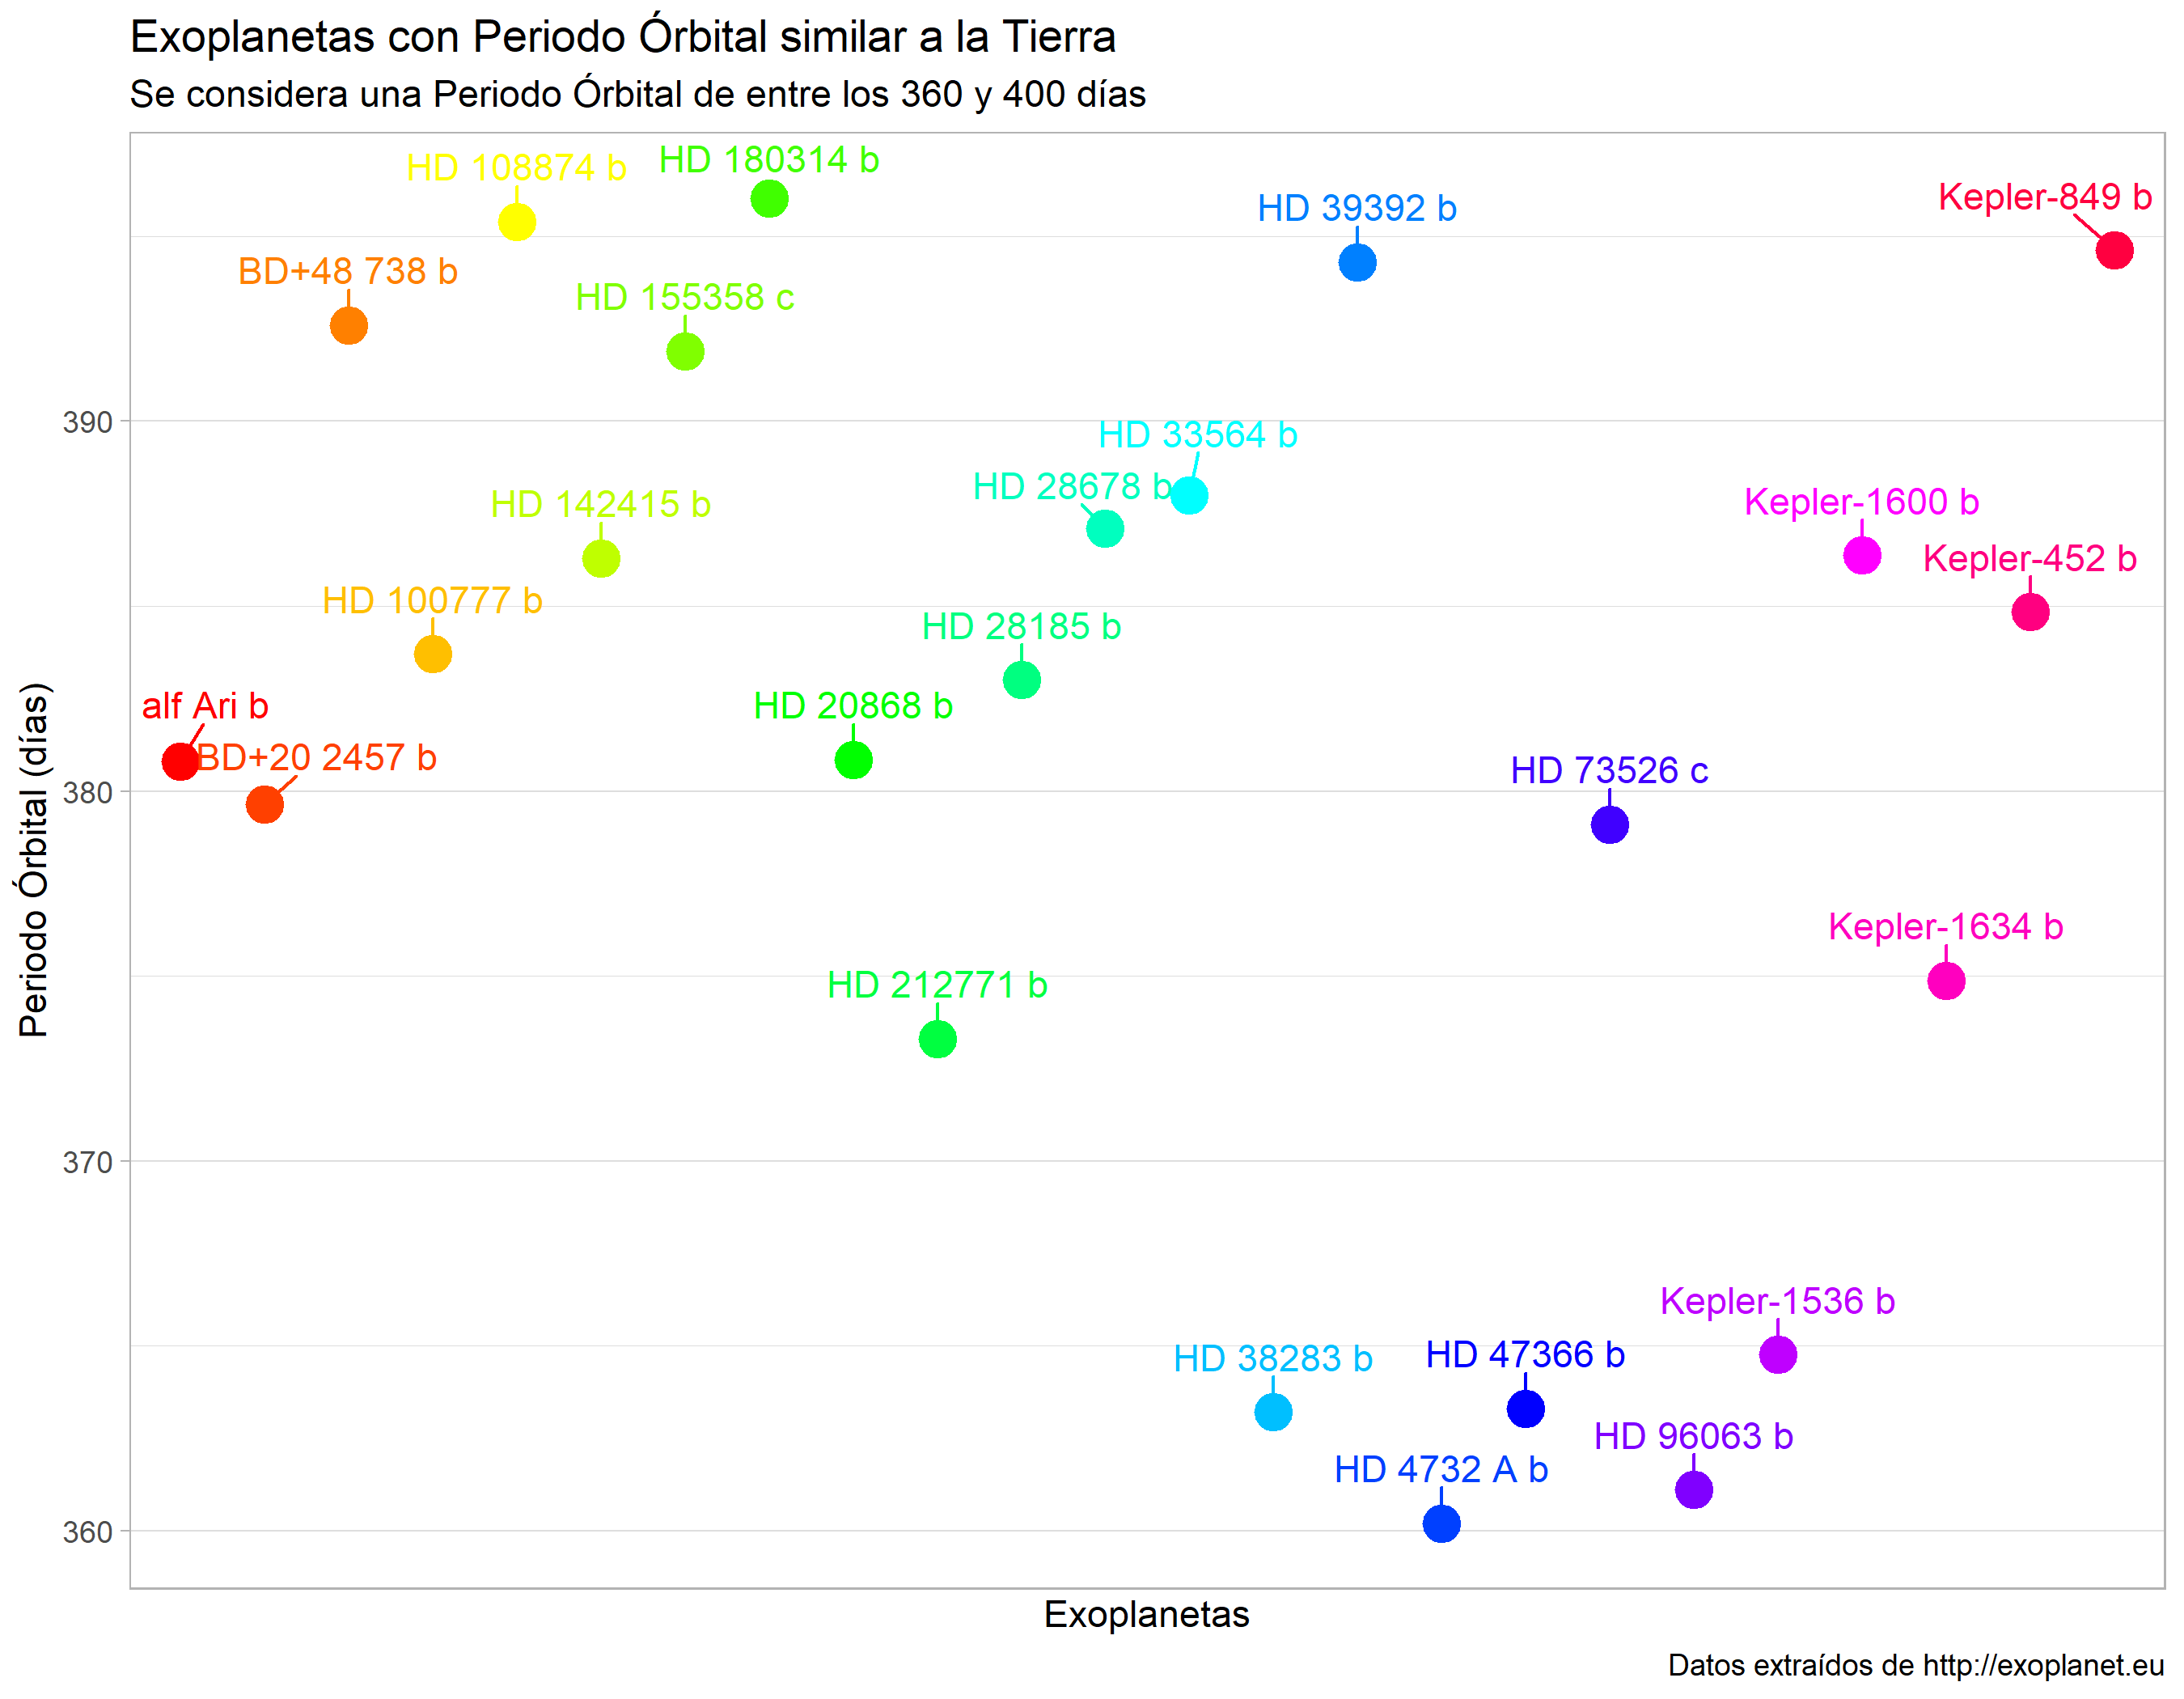 Exoplanetas con Periodo Órbital similar a la Tierra
Se considera una Periodo Órbital de entre los 360 y 400 días
HD 180314 b
HD 108874 b
Kepler-849 b
HD 39392 b
BD+48 738 b
HD 155358 c
390
HD 33564 b
HD 28678 b
Kepler-1600 b
HD 142415 b
Kepler-452 b
HD 100777 b
HD 28185 b
alf Ari b
HD 20868 b
BD+20 2457 b
HD 73526 c
380
Periodo Órbital (días)
Kepler-1634 b
HD 212771 b
370
Kepler-1536 b
HD 47366 b
HD 38283 b
HD 96063 b
HD 4732 A b
360
Exoplanetas
Datos extraídos de http://exoplanet.eu